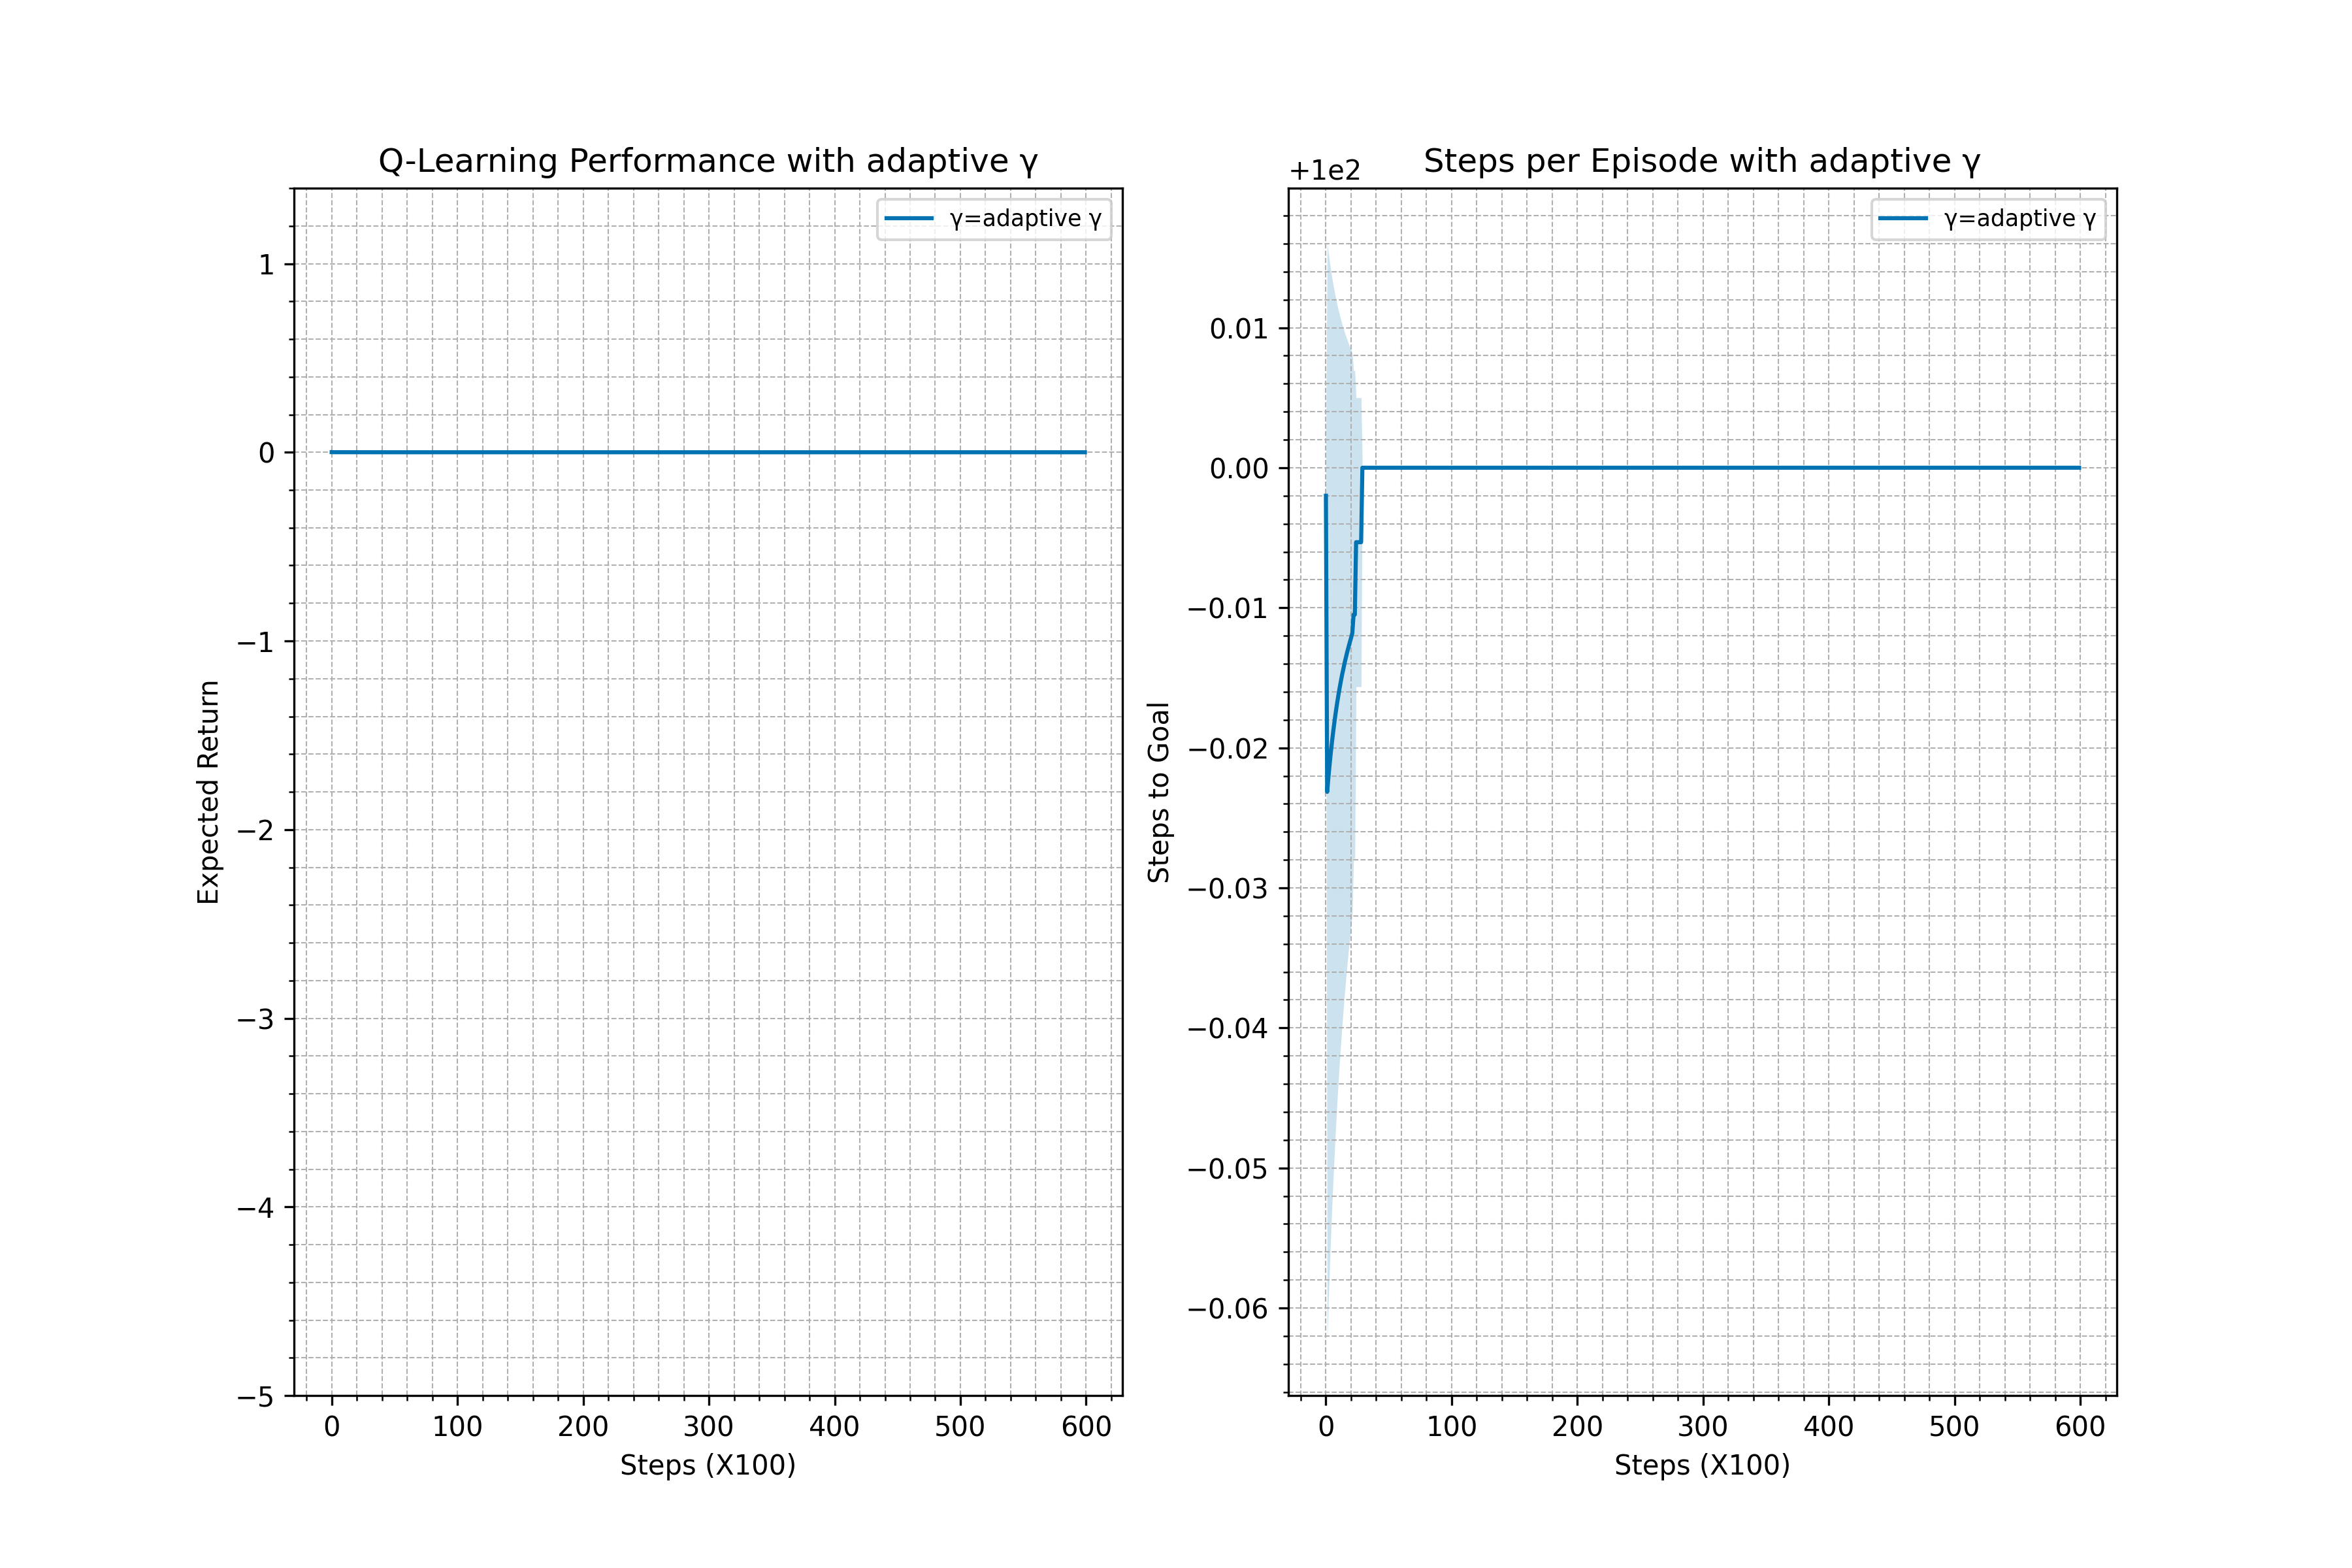 Q-Learning Performance with adaptive γ
γ=adaptive γ
1
0
−1
−2
−3
−4
−5
Expected Return
0 100 200 300 400 500 600
Steps (X100)
+1e2
Steps per Episode with adaptive γ
γ=adaptive γ
0.01
0.00
−0.01
−0.02
−0.03
−0.04
−0.05
−0.06
Steps to Goal
0 100 200 300 400 500 600
Steps (X100)